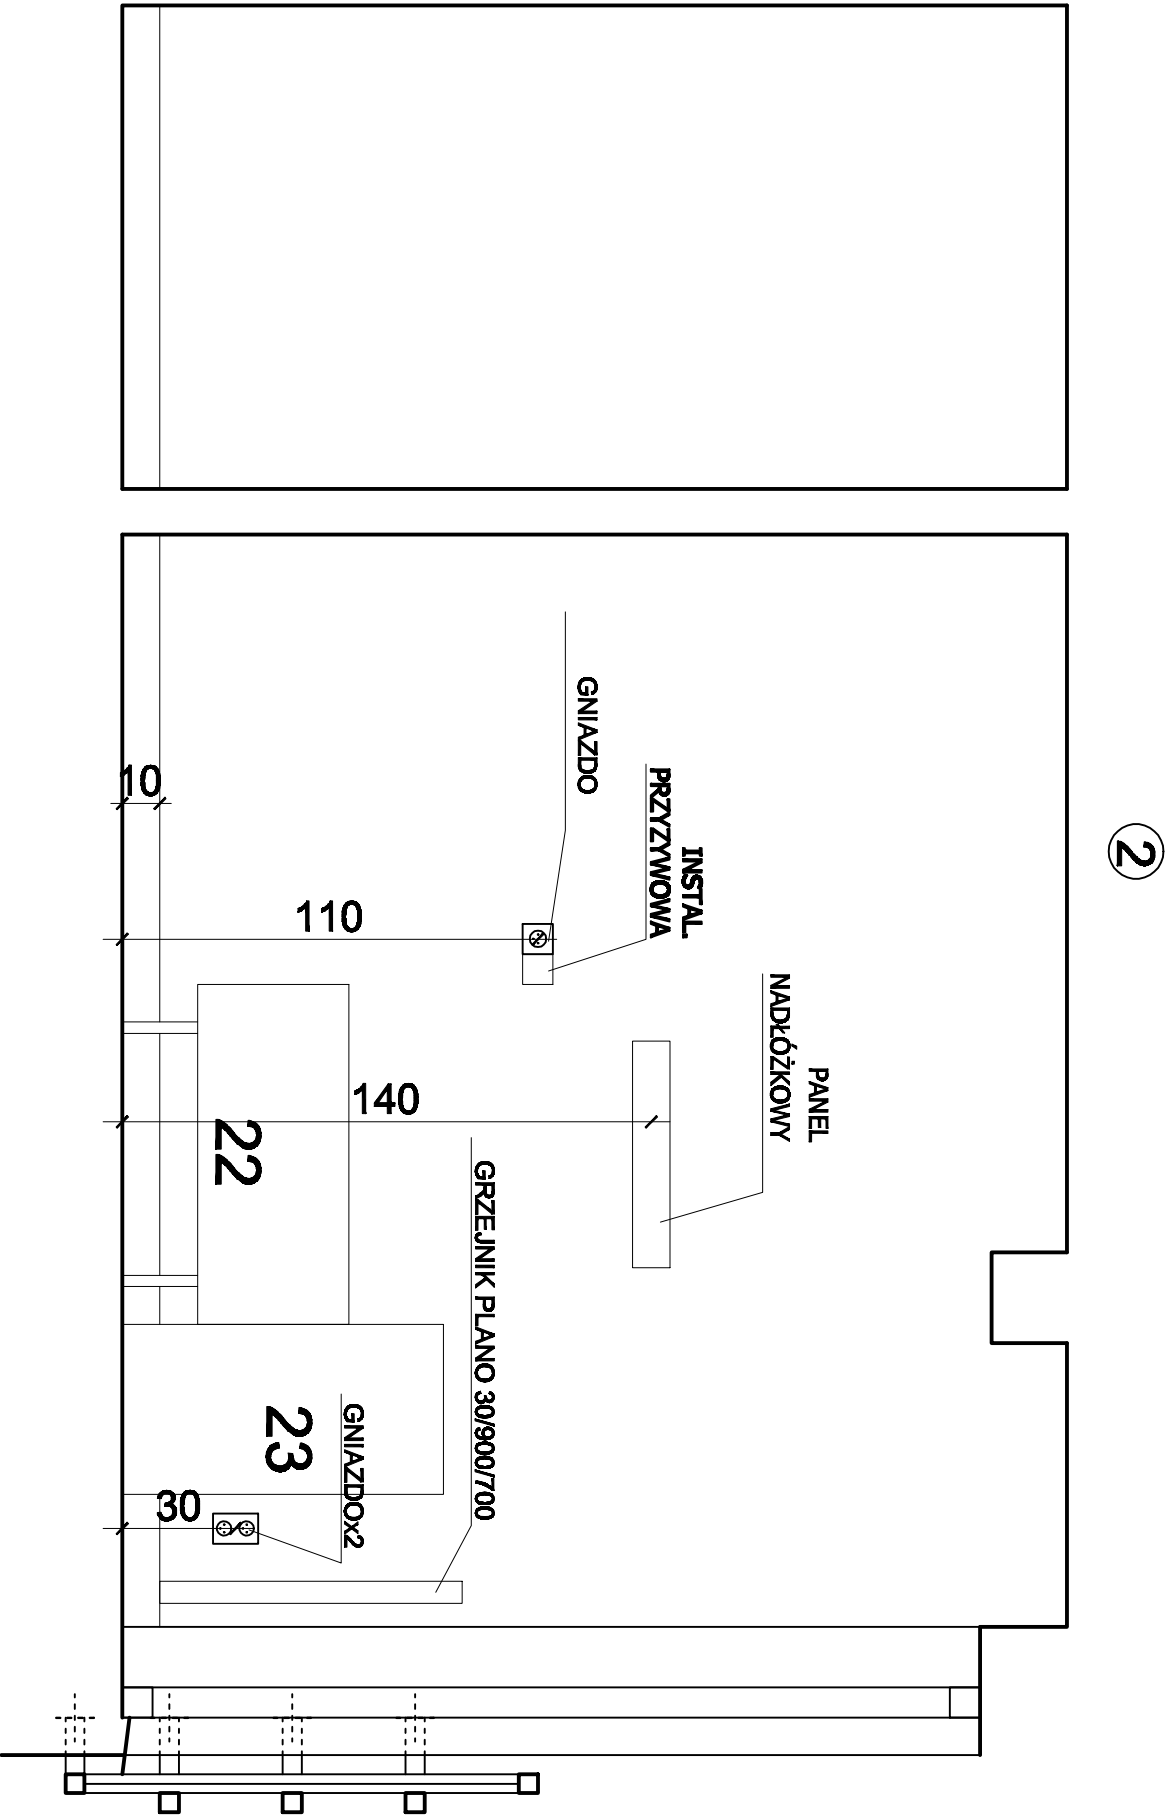 2
PANEL
NADŁÓŻKOWY
INSTAL.
PRZYZYWOWA
GNIAZDO
GRZEJNIK PLANO 30/900/700
GNIAZDOx2
10
110
140
30
22
23